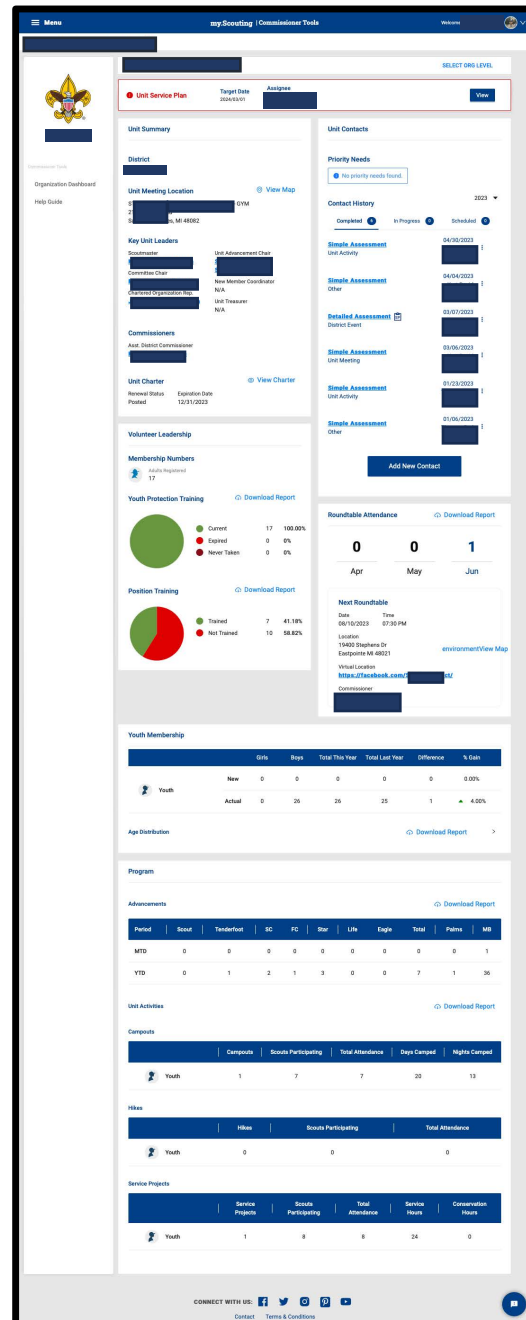 Menu
my.Scouting | Commissioner Tools
Welcome
SELECT ORG LEVEL
Unit Service Plan
Target Date
2024/03/01
Assignee
View
Commissioner Tools
Organization Dashboard
Help Guide
Unit Summary
District
Unit Meeting Location
View Map
GYM
MI 48082
Key Unit Leaders
Scoutmaster
Unit Advancement Chair
Committee Chair
New Member Coordinator
N/A
Chartered Organization Rep.
Unit Treasurer
N/A
Commissioners
Asst. District Commissioner
Unit Charter
View Charter
Renewal Status
Expiration Date
Posted
12/31/2023
Unit Contacts
Priority Needs
No priority needs found.
Contact History
2023
Completed
In Progress 0
Scheduled 0
Simple Assessment
04/30/2023
Unit Activity
Simple Assessment
04/04/2023
Other
Detailed Assessment
03/07/2023
District Event
Simple Assessment
03/06/2023
Unit Meeting
Simple Assessment
01/23/2023
Unit Activity
Simple Assessment
01/06/2023
Other
Add New Contact
Volunteer Leadership
Membership Numbers
Adults Registered
17
Youth Protection Training
Download Report
Current 17 100.00%
Expired 0 0%
Never Taken 0 0%
Position Training
Download Report
Trained 7 41.18%
Not Trained 10 58.82%
Roundtable Attendance
Download Report
0 0 1
Apr May Jun
Next Roundtable
Date Time
08/10/2023 07:30 PM
Location
19400 Stephens Dr
Eastpointe MI 48021
environmentView Map
Virtual Location
https://facebook.com/
ct/
Commissioner
Youth Membership
Girls Boys Total This Year Total Last Year Difference % Gain
Youth
New 0 0 0 0 0 0.00%
Actual 0 26 26 25 1 4.00%
Age Distribution
Download Report
Program
Advancements
Download Report
Period Scout Tenderfoot SC FC Star Life Eagle Total Palms MB
MTD 0 0 0 0 0 0 0 0 0 1
YTD 0 1 2 1 3 0 0 7 1 36
Unit Activities
Download Report
Campouts
Campouts Scouts Participating Total Attendance Days Camped Nights Camped
Youth 1 7 7 20 13
Hikes
Hikes Scouts Participating Total Attendance
Youth 0 0 0
Service Projects
Service Projects Scouts Participating Total Attendance Service Hours Conservation Hours
Youth 1 8 8 24 0
CONNECT WITH US:
Contact Terms & Conditions